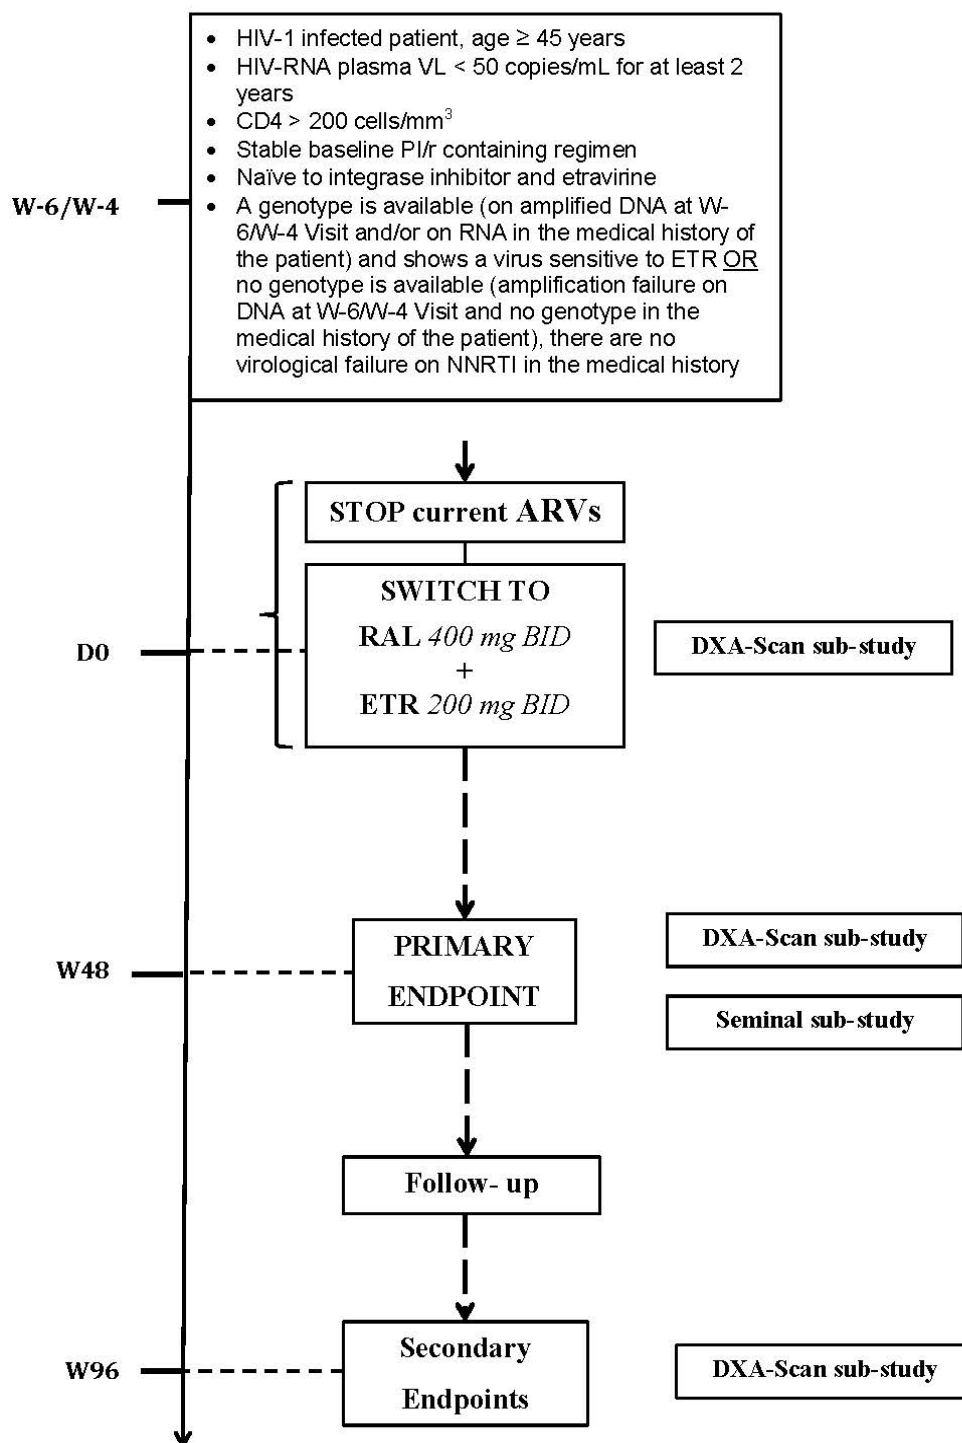 • HIV-1 infected patient, age ≥ 45 years
• HIV-RNA plasma VL < 50 copies/mL for at least 2
years
• CD4 > 200 cells/mm³
• Stable baseline PI/r containing regimen
• Naïve to integrase inhibitor and etravirine
W-6/W-4
• A genotype is available (on amplified DNA at W-
6/W-4 Visit and/or on RNA in the medical history of
the patient) and shows a virus sensitive to ETR OR
no genotype is available (amplification failure on
DNA at W-6/W-4 Visit and no genotype in the
medical history of the patient), there are no
virological failure on NNRTI in the medical history
STOP current ARVs
SWITCH TO
RAL 400 mg BID
+
ETR 200 mg BID
D0
DXA-Scan sub-study
PRIMARY
ENDPOINT
W48
DXA-Scan sub-study
Seminal sub-study
Follow- up
Secondary
Endpoints
W96
DXA-Scan sub-study